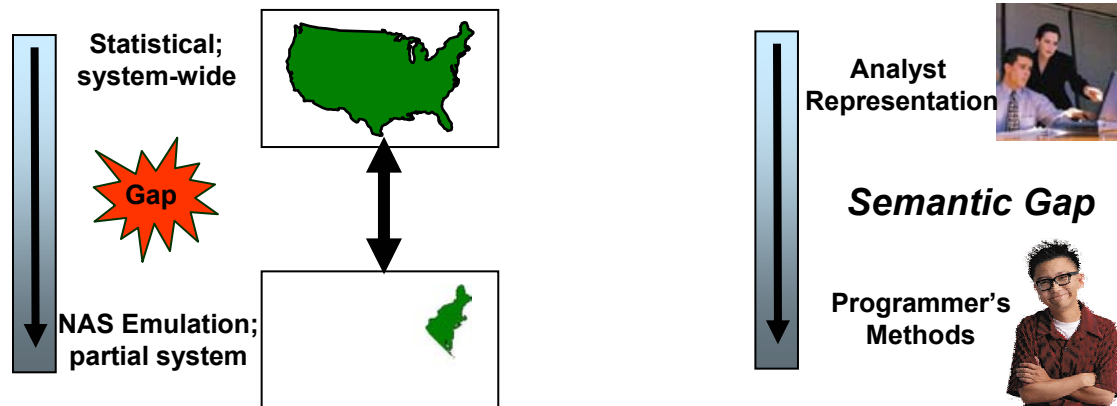 Statistical;
system-wide
Gap
NAS Emulation;
partial system
Analyst
Representation
Semantic Gap
Programmer’s
Methods